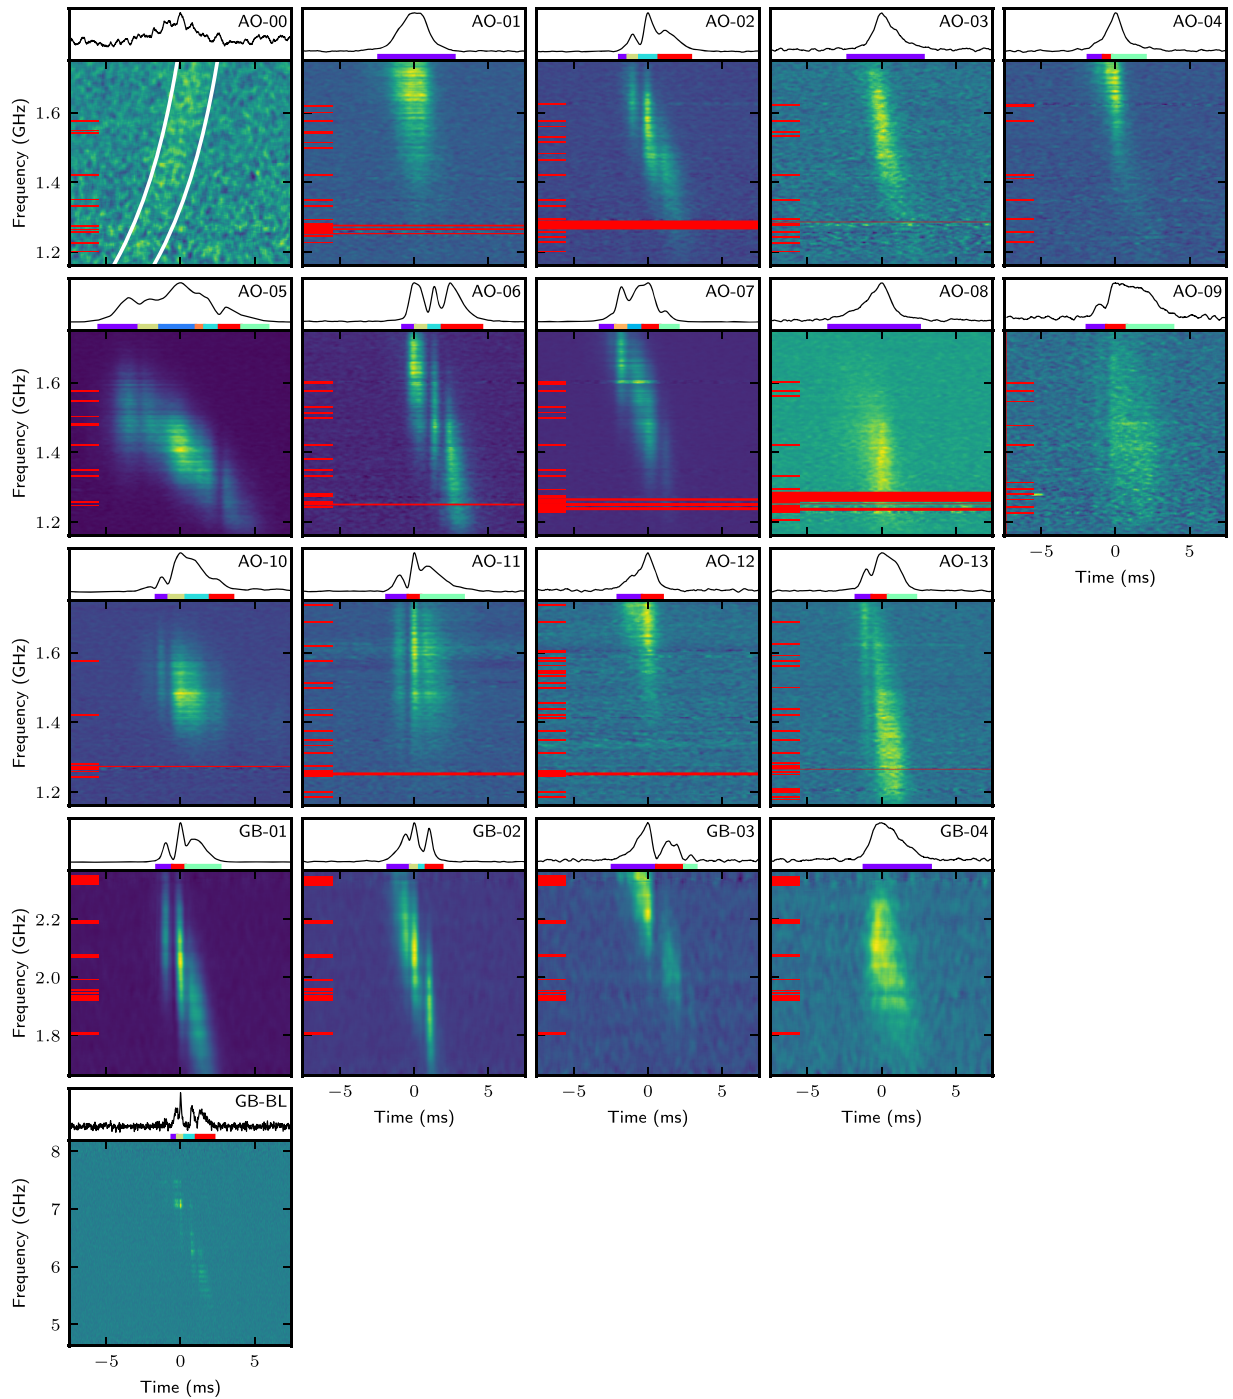 AO-00 AO-01 AO-02 AO-03 AO-04
Frequency (GHz)
1.6
1.4
1.2
AO-05 AO-06 AO-07 AO-08 AO-09
Frequency (GHz)
1.6
1.4
1.2
−5 0 5
Time (ms)
AO-10 AO-11 AO-12 AO-13
Frequency (GHz)
1.6
1.4
1.2
GB-01 GB-02 GB-03 GB-04
Frequency (GHz)
2.2
2.0
1.8
−5 0 5 −5 0 5 −5 0 5
Time (ms) Time (ms) Time (ms)
GB-BL
Frequency (GHz)
8
7
6
5
−5 0 5
Time (ms)